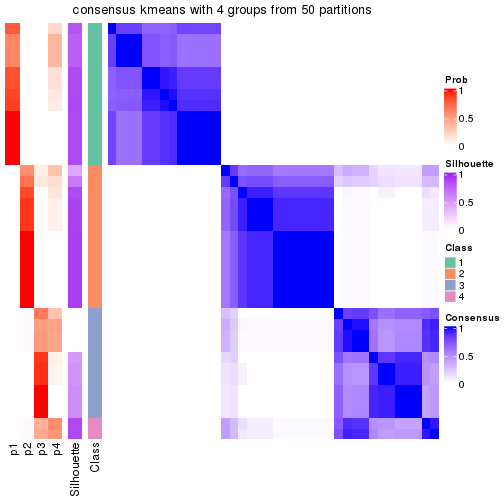 consensus kmeans with 4 groups from 50 partitions
Prob
1
0.5
0
Silhouette
1
0.5
0
Class
1
2
3
4
Consensus
1
0.5
0
p1
p2
p3
p4
Silhouette
Class